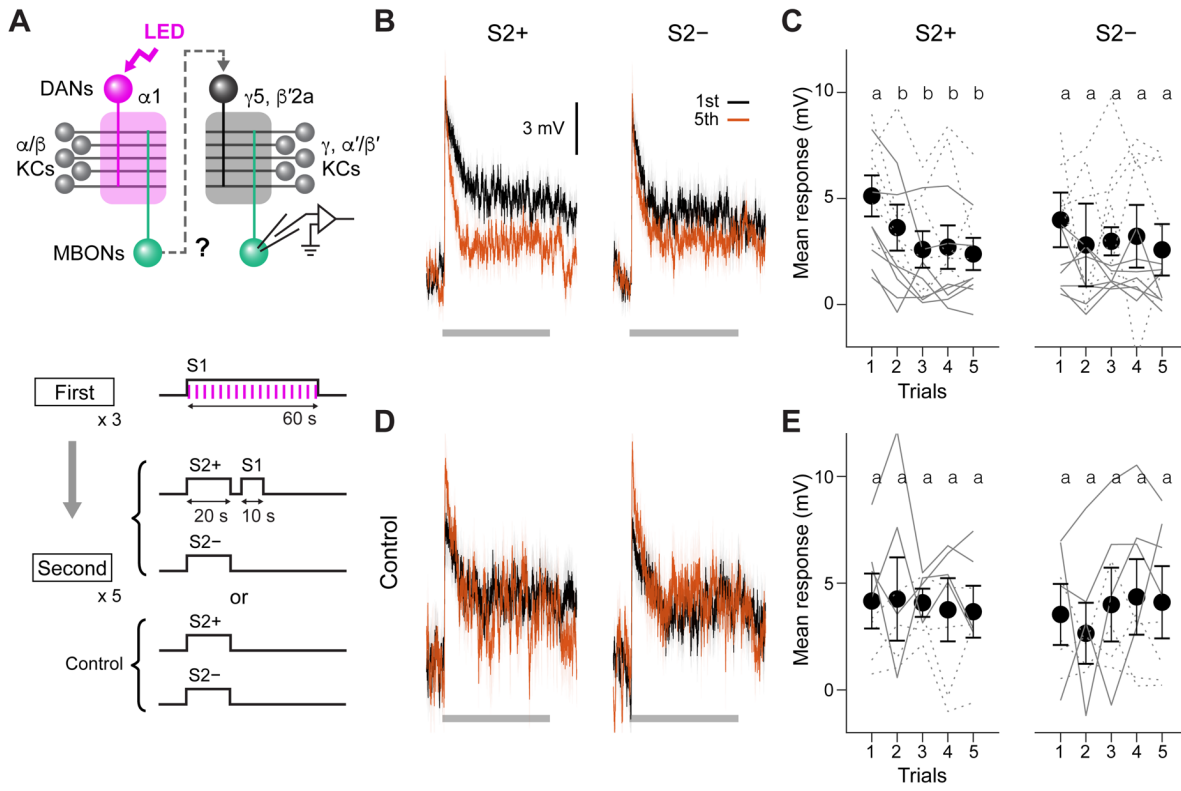 A
LED
DANs
α1
γ5, β′2a
α/β
KCs
γ, α′/β′
KCs
MBONs
?
First
x 3
S1
60 s
S2+
S1
20 s
10 s
S2−
Second
x 5
or
Control
S2+
S2−
B
S2+
S2−
1st
5th
3 mV
C
S2+
S2−
Mean response (mV)
10
5
0
a b b b b
a a a a a
1 2 3 4 5
1 2 3 4 5
Trials
D
Control
E
Mean response (mV)
10
5
0
a a a a a
a a a a a
1 2 3 4 5
1 2 3 4 5
Trials